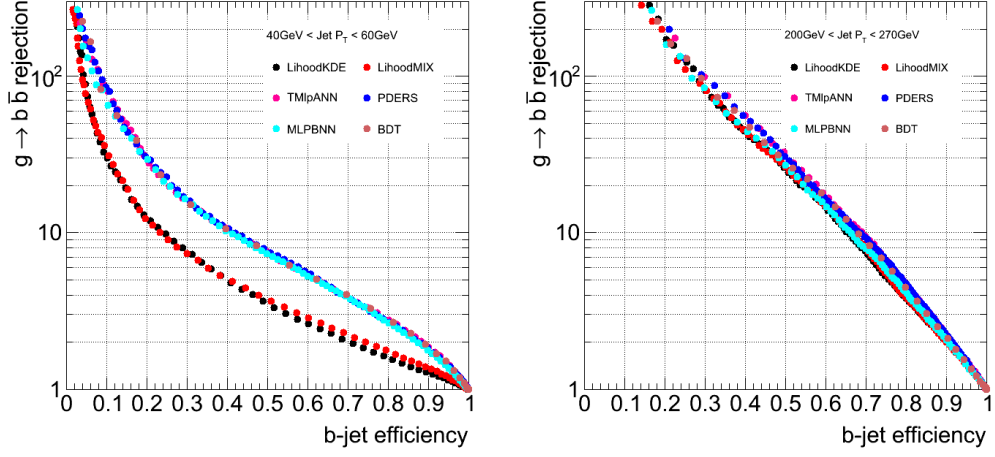 g → b b̅ rejection
10²
10
1
40GeV < Jet P_T < 60GeV
LihoodKDE LihoodMIX
TMlpANN PDERS
MLPBNN BDT
0 0.1 0.2 0.3 0.4 0.5 0.6 0.7 0.8 0.9 1
b-jet efficiency
g → b b̅ rejection
10²
10
1
200GeV < Jet P_T < 270GeV
LihoodKDE LihoodMIX
TMlpANN PDERS
MLPBNN BDT
0 0.1 0.2 0.3 0.4 0.5 0.6 0.7 0.8 0.9 1
b-jet efficiency